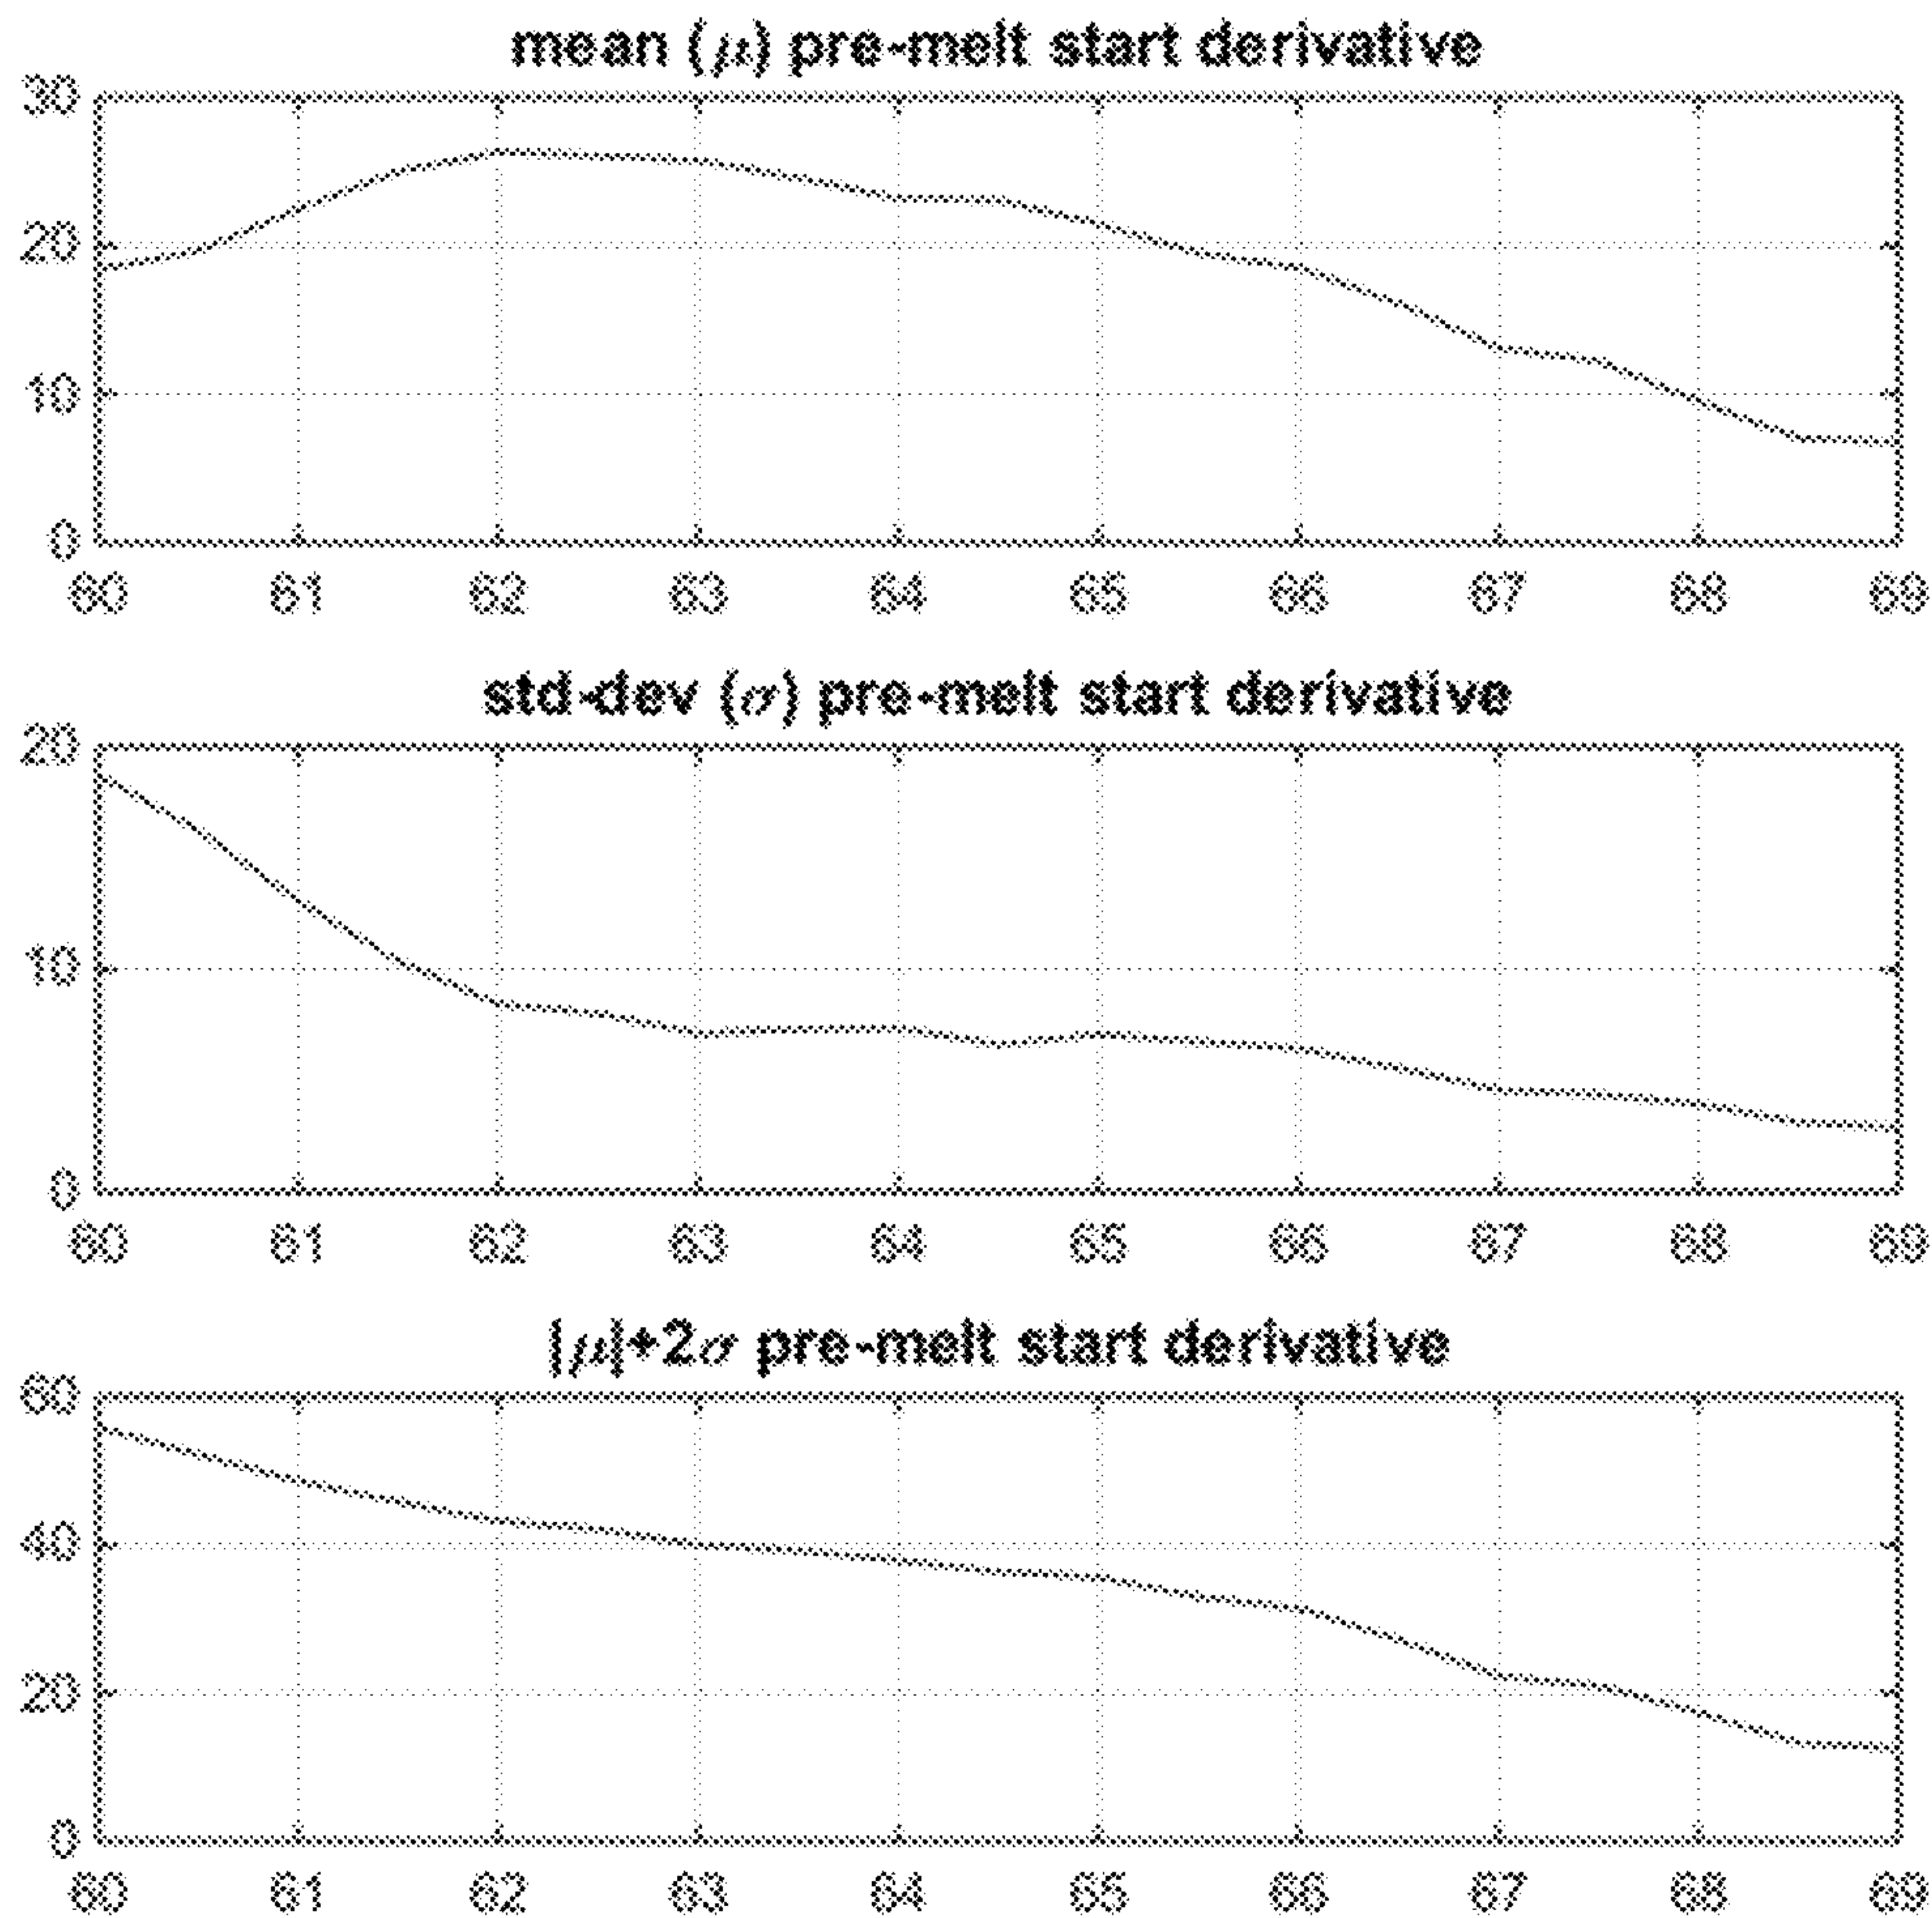 mean (μ) pre-melt start derivative
30
20
10
0
60 61 62 63 64 65 66 67 68 69
std-dev (σ) pre-melt start derivative
20
10
0
60 61 62 63 64 65 66 67 68 69
|μ|+2σ pre-melt start derivative
60
40
20
0
60 61 62 63 64 65 66 67 68 69